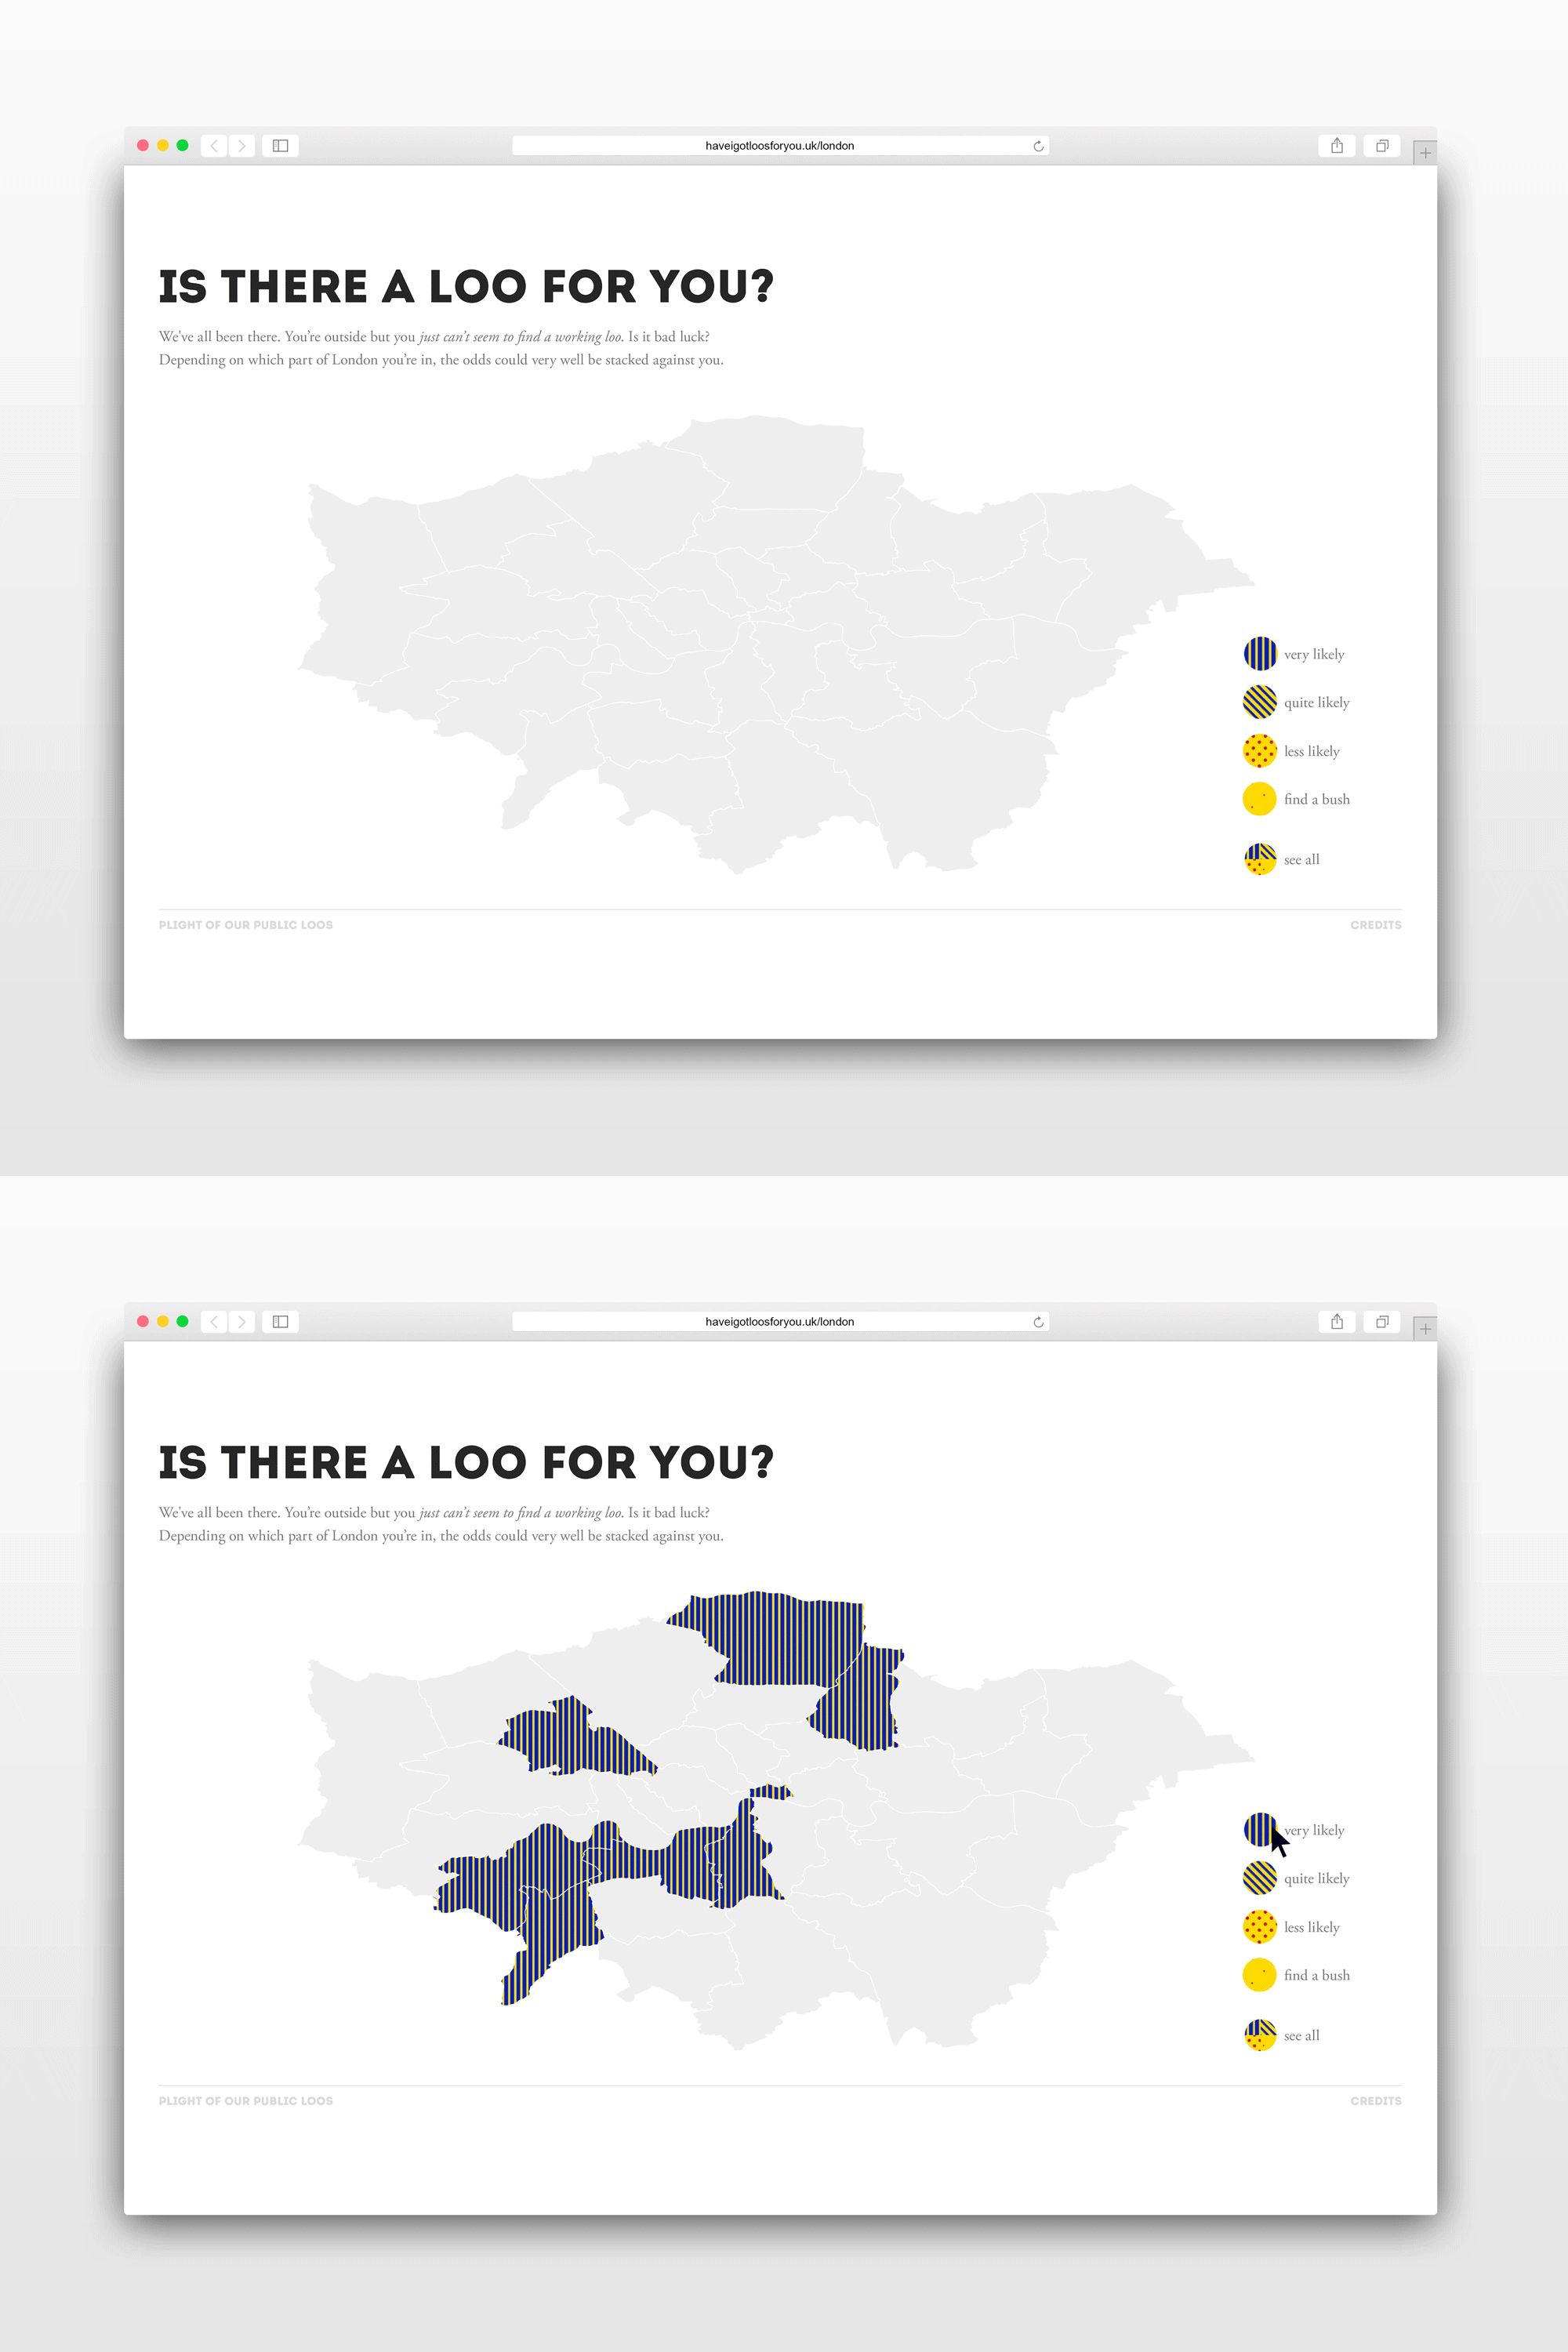 haveigotloosforyou.uk/london
IS THERE A LOO FOR YOU?
We've all been there. You're outside but you just can't seem to find a working loo. Is it bad luck?
Depending on which part of London you're in, the odds could very well be stacked against you.
very likely
quite likely
less likely
find a bush
see all
PLIGHT OF OUR PUBLIC LOOS
CREDITS
haveigotloosforyou.uk/london
IS THERE A LOO FOR YOU?
We've all been there. You're outside but you just can't seem to find a working loo. Is it bad luck?
Depending on which part of London you're in, the odds could very well be stacked against you.
very likely
quite likely
less likely
find a bush
see all
PLIGHT OF OUR PUBLIC LOOS
CREDITS